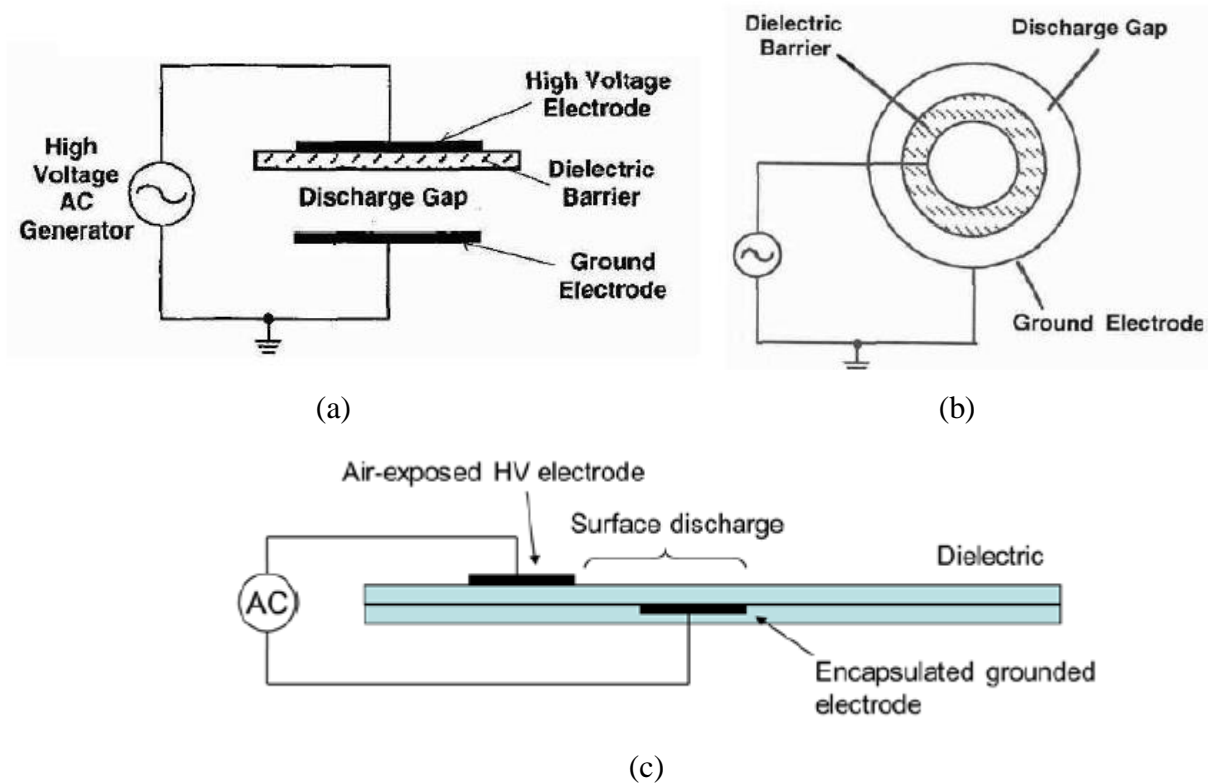 High Voltage
Electrode
High
Voltage
AC
Generator
Discharge Gap
Dielectric
Barrier
Ground
Electrode
(a)
Dielectric
Barrier
Discharge Gap
Ground Electrode
(b)
Air-exposed HV electrode
Surface discharge
Dielectric
AC
Encapsulated grounded
electrode
(c)